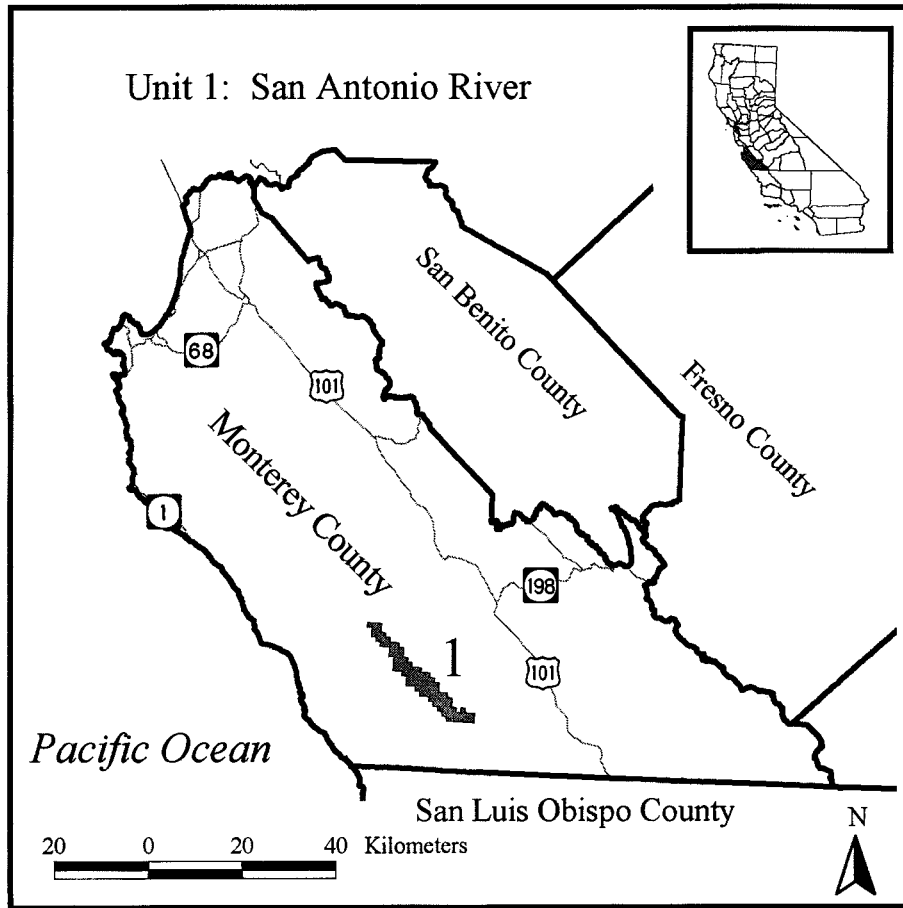 Unit 1: San Antonio River
San Benito County
Fresno County
68
101
Monterey County
1
198
1
101
Pacific Ocean
San Luis Obispo County
N
20 0 20 40 Kilometers